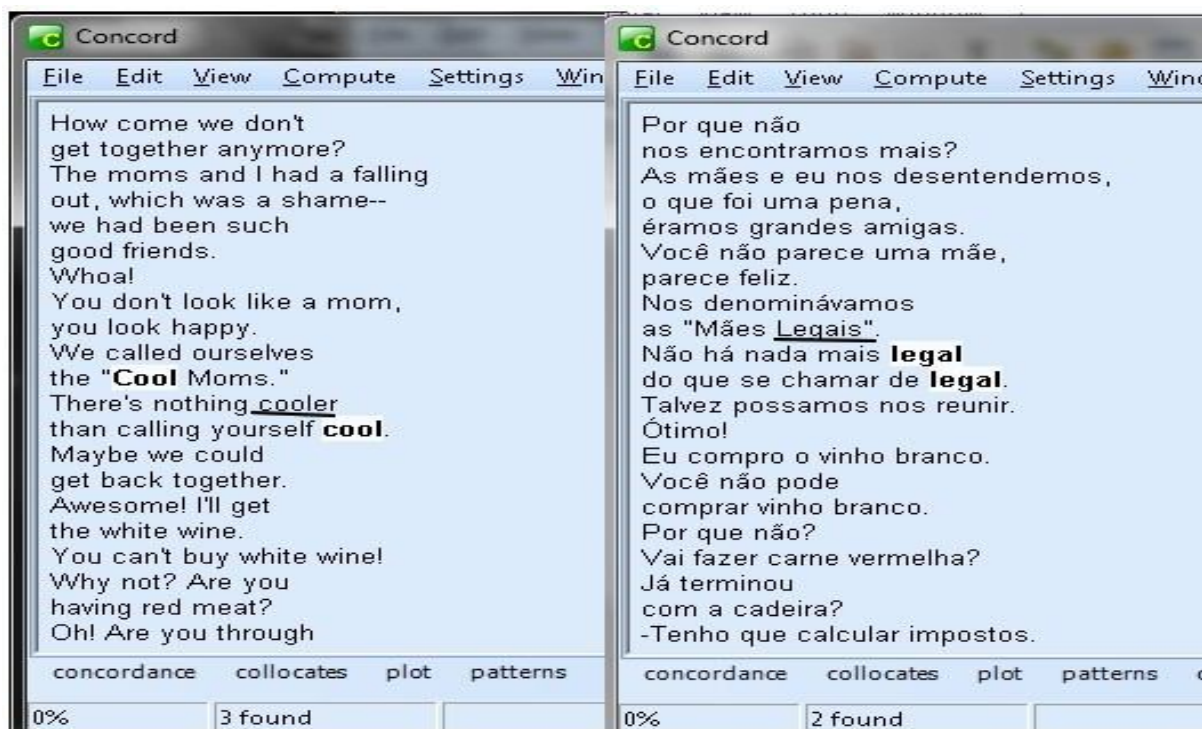 Concord
File Edit View Compute Settings Win
How come we don't
get together anymore?
The moms and I had a falling
out, which was a shame--
we had been such
good friends.
Whoa!
You don't look like a mom,
you look happy.
We called ourselves
the "Cool Moms."
There's nothing cooler
than calling yourself cool.
Maybe we could
get back together.
Awesome! I'll get
the white wine.
You can't buy white wine!
Why not? Are you
having red meat?
Oh! Are you through
concordance collocates plot patterns
0% 3 found
Concord
File Edit View Compute Settings Wind
Por que não
nos encontramos mais?
As mães e eu nos desentendemos,
o que foi uma pena,
éramos grandes amigas.
Você não parece uma mãe,
parece feliz.
Nos denominávamos
as "Mães Legais".
Não há nada mais legal
do que se chamar de legal.
Talvez possamos nos reunir.
Ótimo!
Eu compro o vinho branco.
Você não pode
comprar vinho branco.
Por que não?
Vai fazer carne vermelha?
Já terminou
com a cadeira?
-Tenho que calcular impostos.
concordance collocates plot patterns
0% 2 found